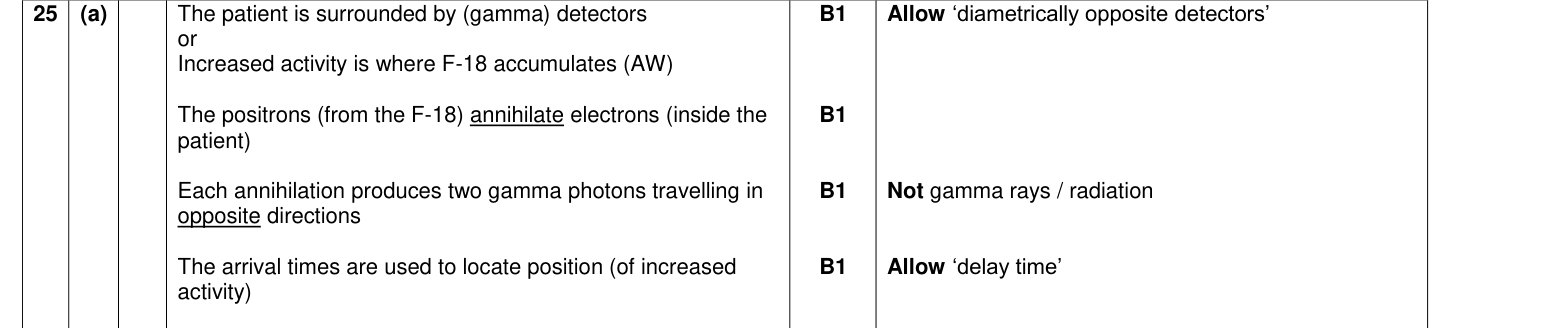 25 (a) The patient is surrounded by (gamma) detectors B1 Allow ‘diametrically opposite detectors’
or
Increased activity is where F-18 accumulates (AW)
The positrons (from the F-18) annihilate electrons (inside the B1
patient)
Each annihilation produces two gamma photons travelling in B1 Not gamma rays / radiation
opposite directions
The arrival times are used to locate position (of increased B1 Allow ‘delay time’
activity)